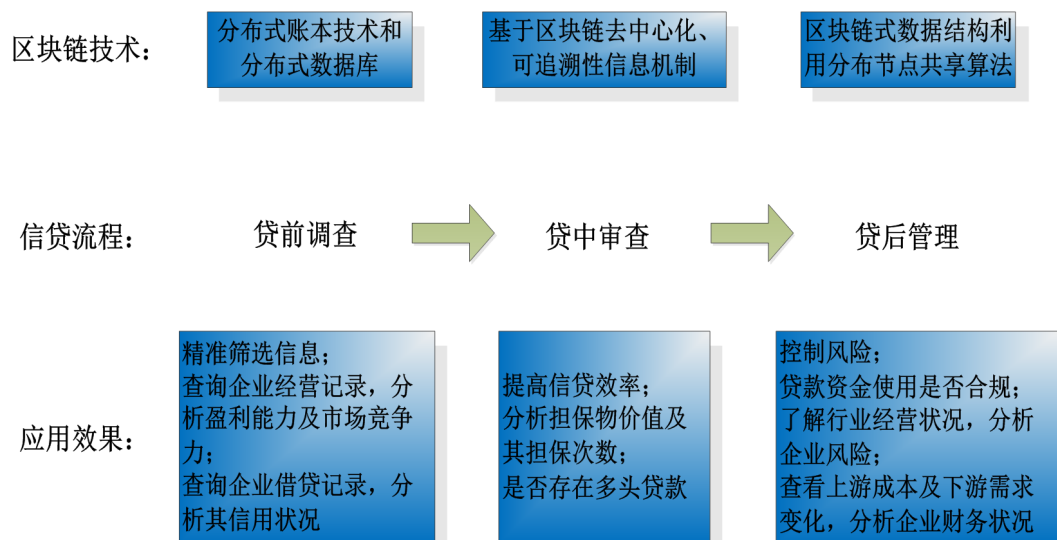 区块链技术：
分布式账本技术和
分布式数据库
基于区块链去中心化、
可追溯性信息机制
区块链式数据结构利
用分布节点共享算法
信贷流程：
贷前调查
贷中审查
贷后管理
应用效果：
精准筛选信息；
查询企业经营记录，分
析盈利能力及市场竞争
力；
查询企业借贷记录，分
析其信用状况
提高信贷效率；
分析担保物价值及
其担保次数；
是否存在多头贷款
控制风险；
贷款资金使用是否合规；
了解行业经营状况，分析
企业风险；
查看上游成本及下游需求
变化，分析企业财务状况